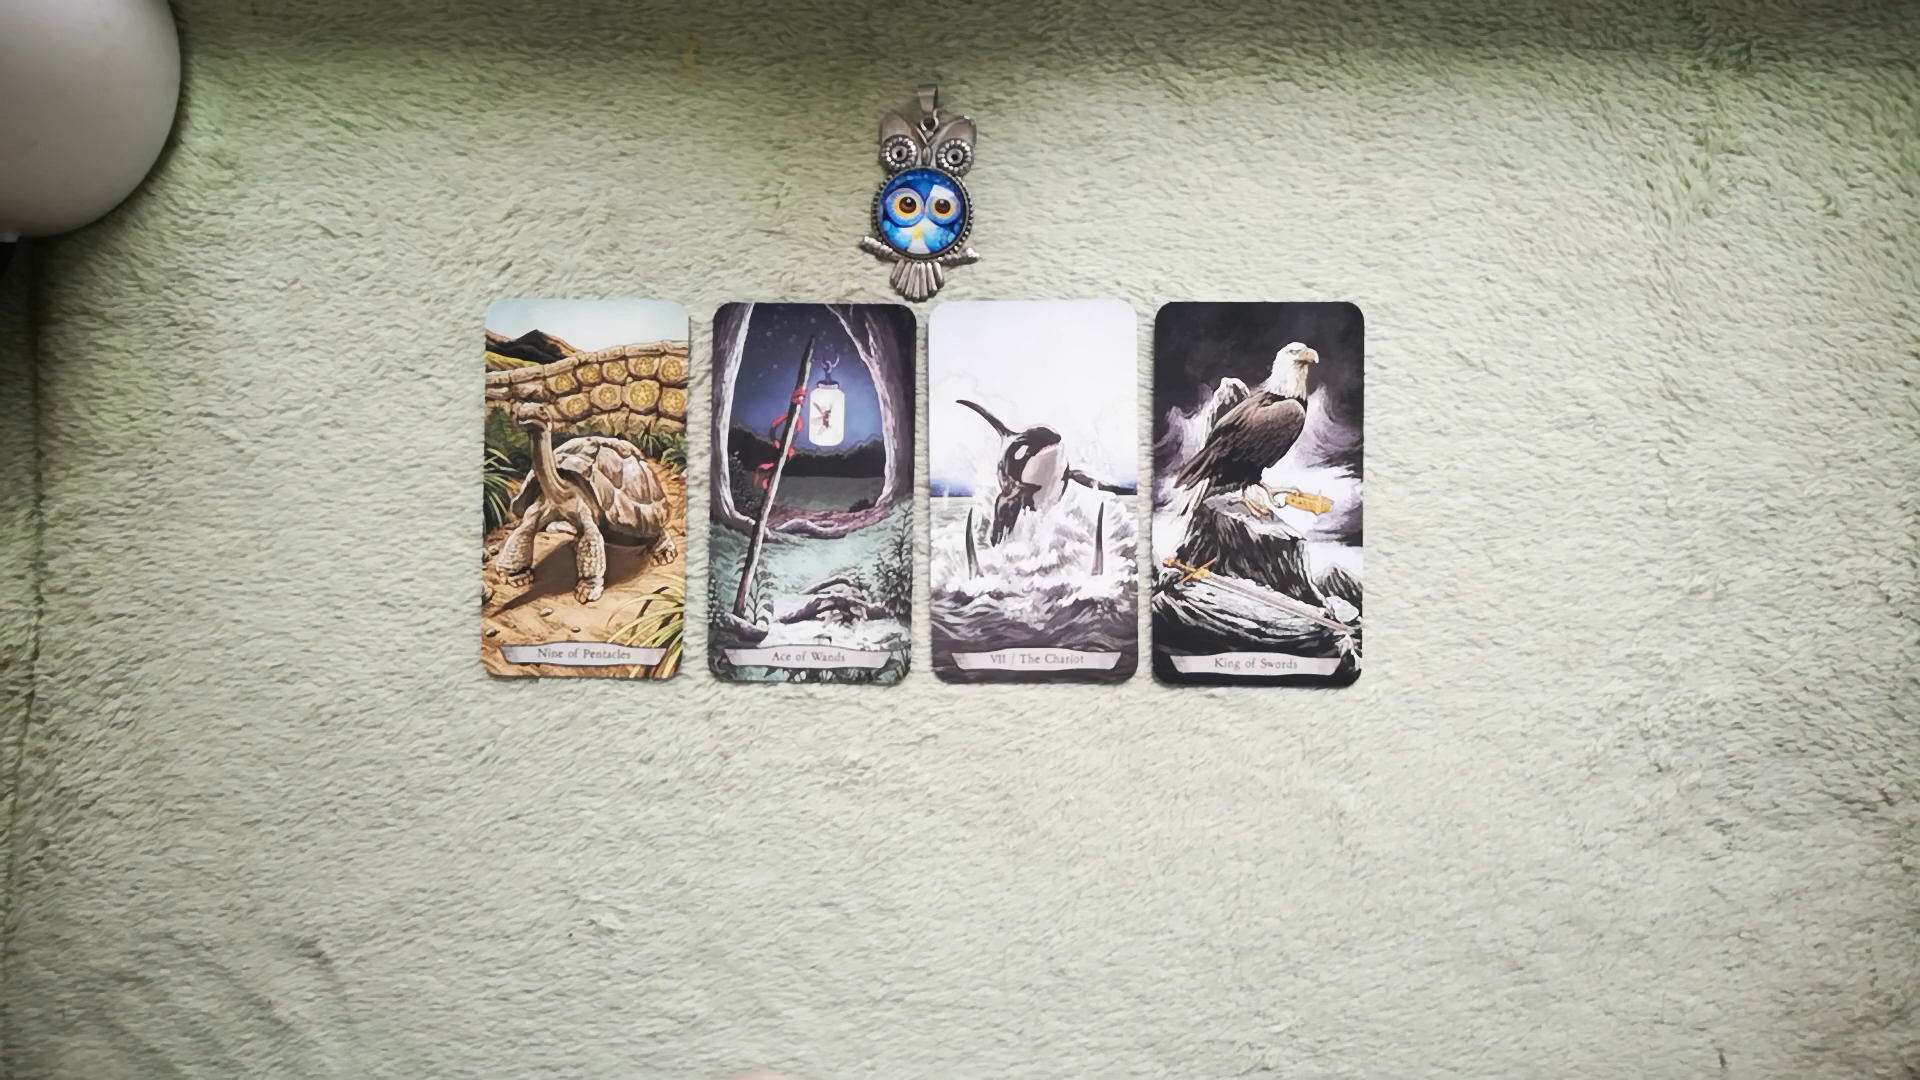 Nine of Pentacles
Ace of Wands
VII / The Chariot
King of Swords